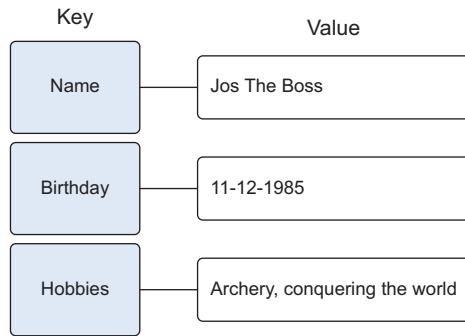 Key
Value
Name
Jos The Boss
Birthday
11-12-1985
Hobbies
Archery, conquering the world